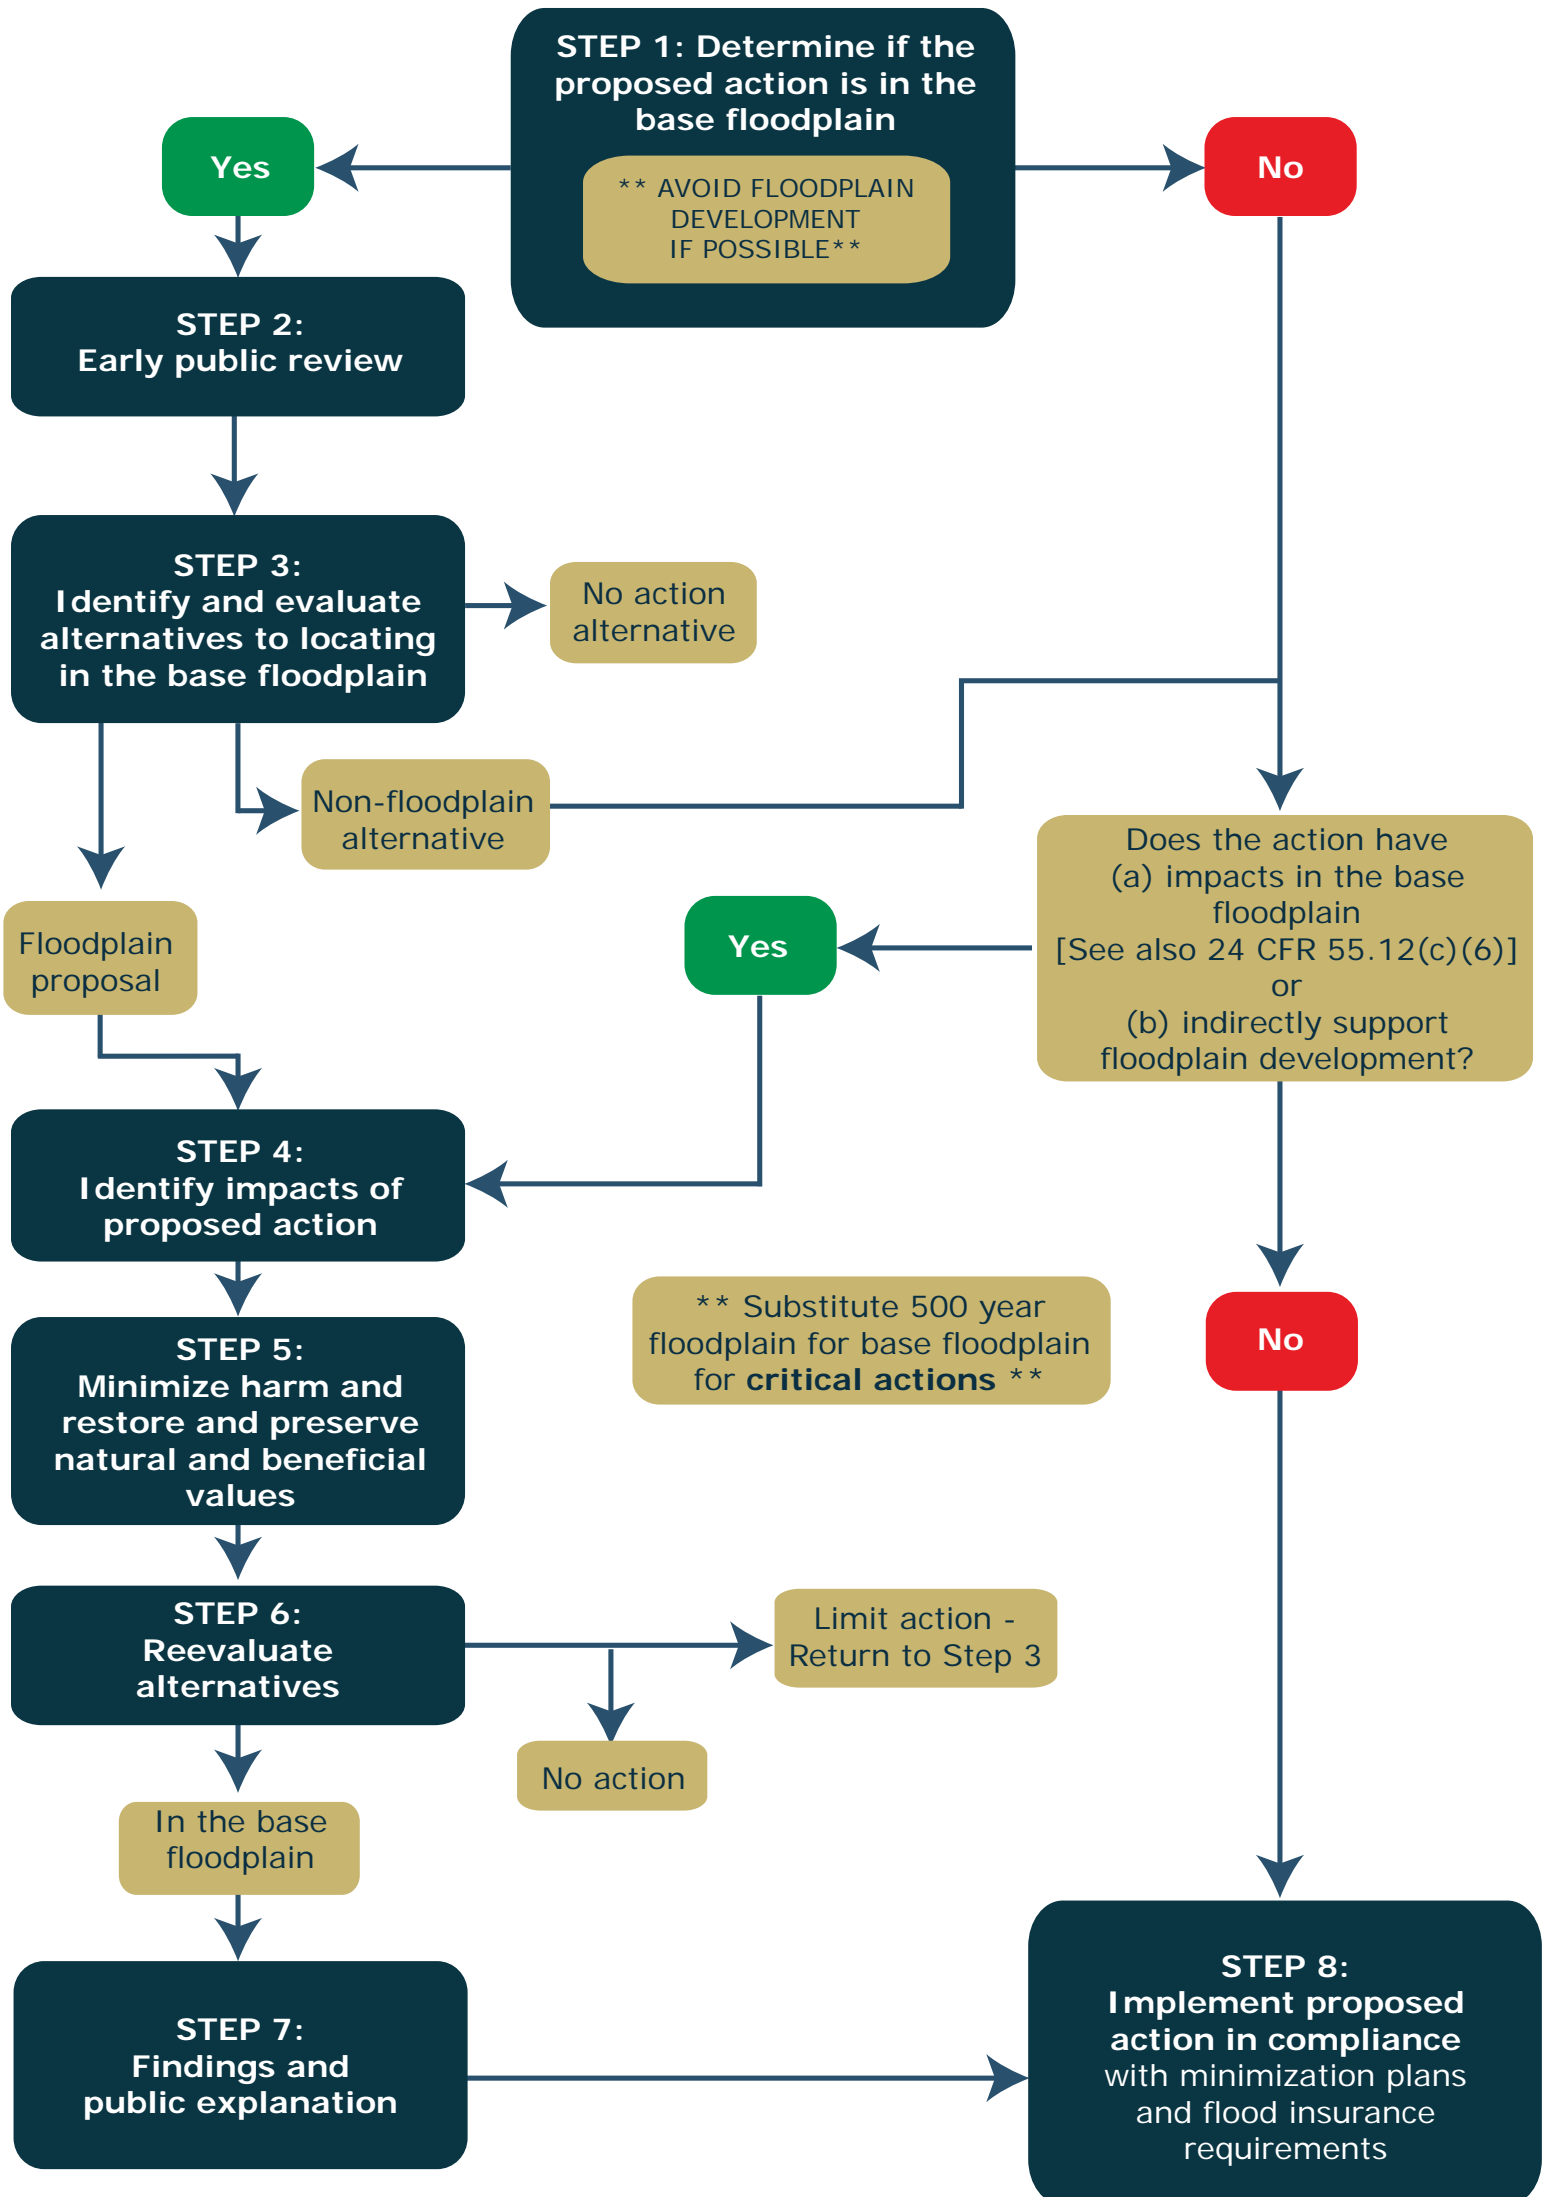 STEP 1: Determine if the
proposed action is in the
base floodplain
** AVOID FLOODPLAIN
DEVELOPMENT
IF POSSIBLE**
Yes
No
STEP 2:
Early public review
STEP 3:
Identify and evaluate
alternatives to locating
in the base floodplain
No action
alternative
Non-floodplain
alternative
Does the action have
(a) impacts in the base
floodplain
[See also 24 CFR 55.12(c)(6)]
or
(b) indirectly support
floodplain development?
Yes
Floodplain
proposal
STEP 4:
Identify impacts of
proposed action
** Substitute 500 year
floodplain for base floodplain
for critical actions **
No
STEP 5:
Minimize harm and
restore and preserve
natural and beneficial
values
STEP 6:
Reevaluate
alternatives
Limit action -
Return to Step 3
No action
In the base
floodplain
STEP 7:
Findings and
public explanation
STEP 8:
Implement proposed
action in compliance
with minimization plans
and flood insurance
requirements